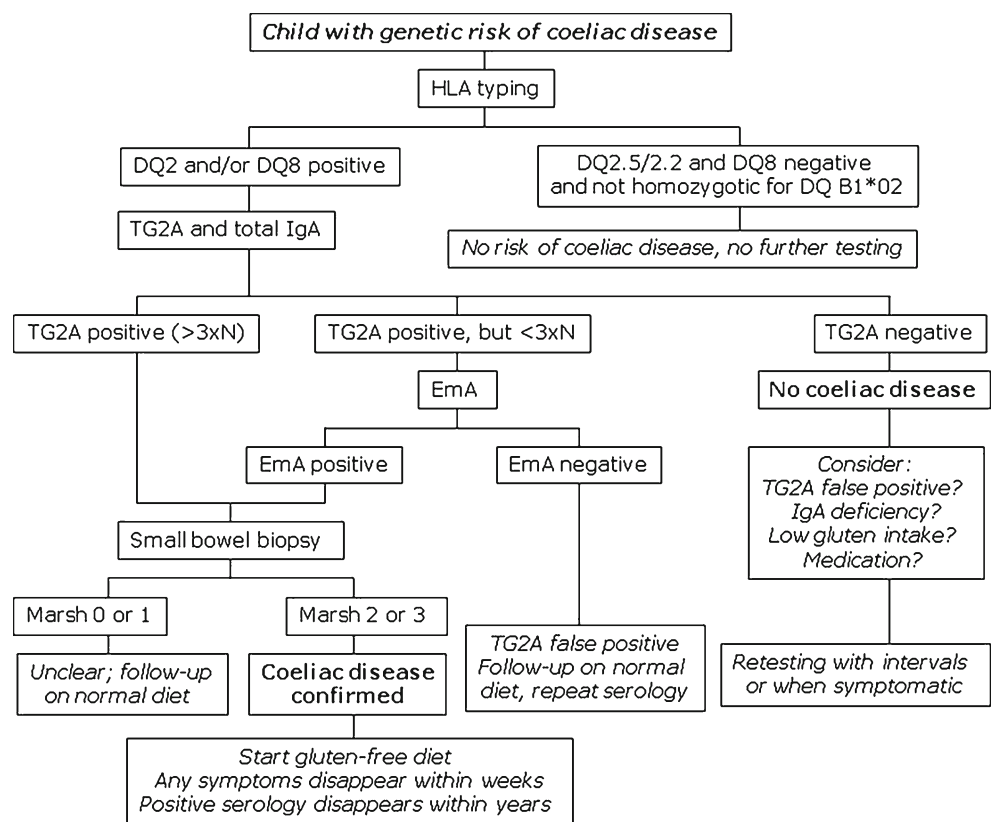 Child with genetic risk of coeliac disease
HLA typing
DQ2 and/or DQ8 positive
DQ2.5/2.2 and DQ8 negative
and not homozygotic for DQ B1*02
TG2A and total IgA
No risk of coeliac disease, no further testing
TG2A positive (>3xN)
TG2A positive, but <3xN
TG2A negative
EmA
No coeliac disease
EmA positive
EmA negative
Consider:
TG2A false positive?
IgA deficiency?
Low gluten intake?
Medication?
Small bowel biopsy
Marsh 0 or 1
Marsh 2 or 3
Unclear; follow-up
on normal diet
Coeliac disease
confirmed
TG2A false positive
Follow-up on normal
diet, repeat serology
Retesting with intervals
or when symptomatic
Start gluten-free diet
Any symptoms disappear within weeks
Positive serology disappears within years